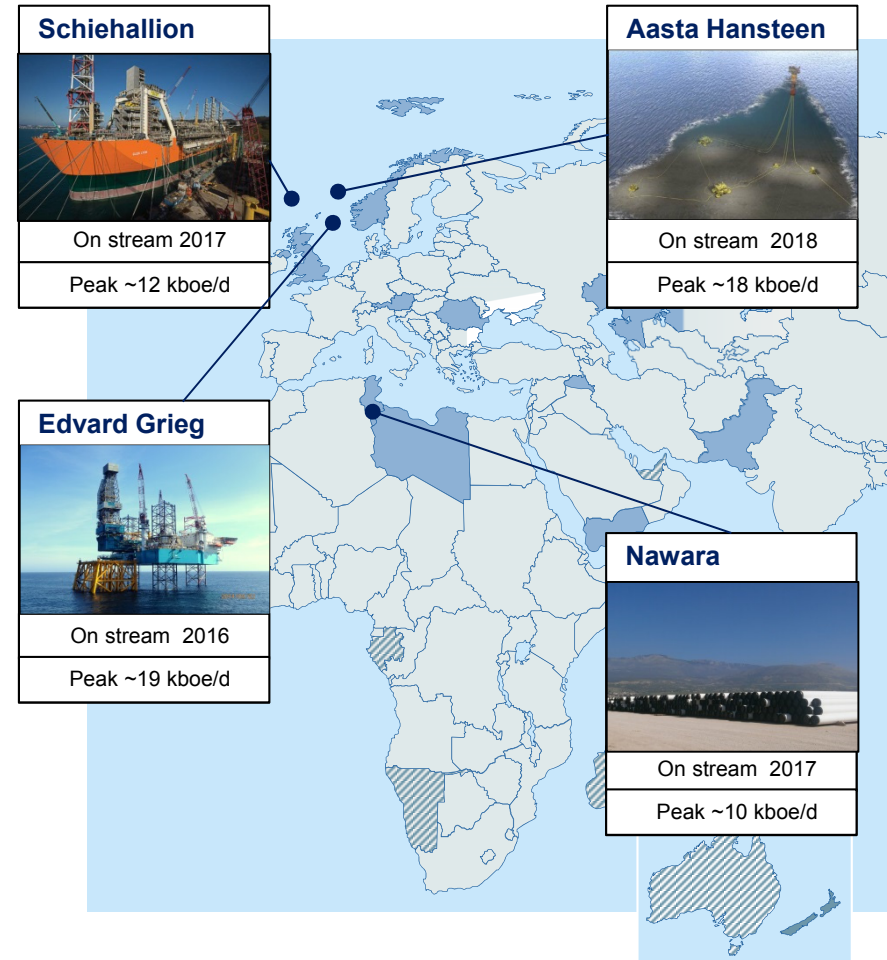 Schiehallion
On stream 2017
Peak ~12 kboe/d
Aasta Hansteen
On stream 2018
Peak ~18 kboe/d
Edvard Grieg
On stream 2016
Peak ~19 kboe/d
Nawara
On stream 2017
Peak ~10 kboe/d